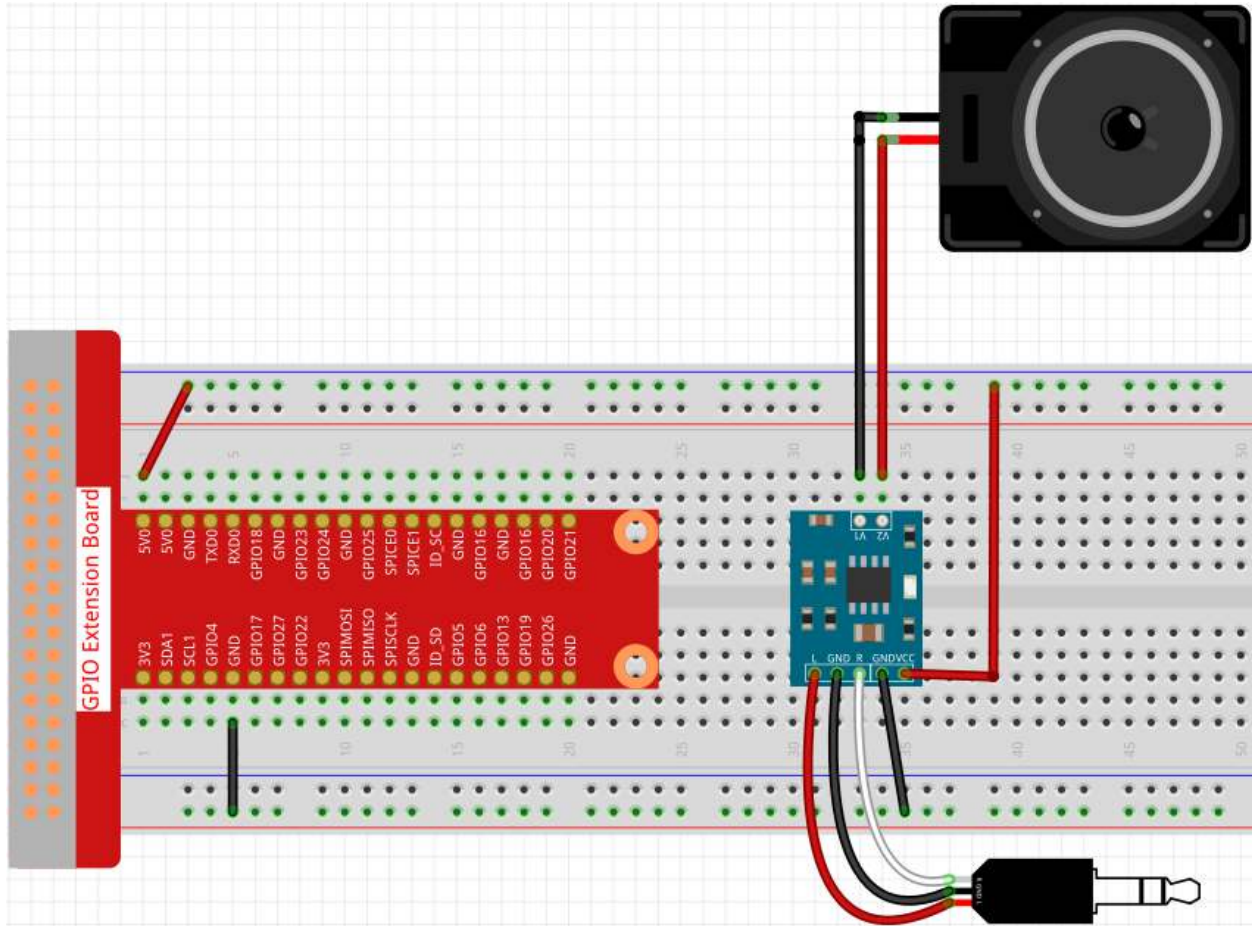 GPIO Extension Board
5 10 15 20 25 30 35 40 45 50
5V0
5V0
GND
TXD0
RXD0
GPIO18
GND
GPIO23
GPIO24
GND
GPIO25
SPICE0
SPICE1
ID_SC
GND
GPIO16
GND
GPIO16
GPIO20
GPIO21
3V3
SDA1
SCL1
GPIO4
GND
GPIO17
GPIO27
GPIO22
3V3
SPIMOSI
SPIMISO
SPISCLK
GND
ID_SD
GPIO5
GPIO6
GPIO13
GPIO19
GPIO26
GND
V1 V2
L GND R GND VCC
1 10 15 20 25 30 35 40 45 50
R GND L